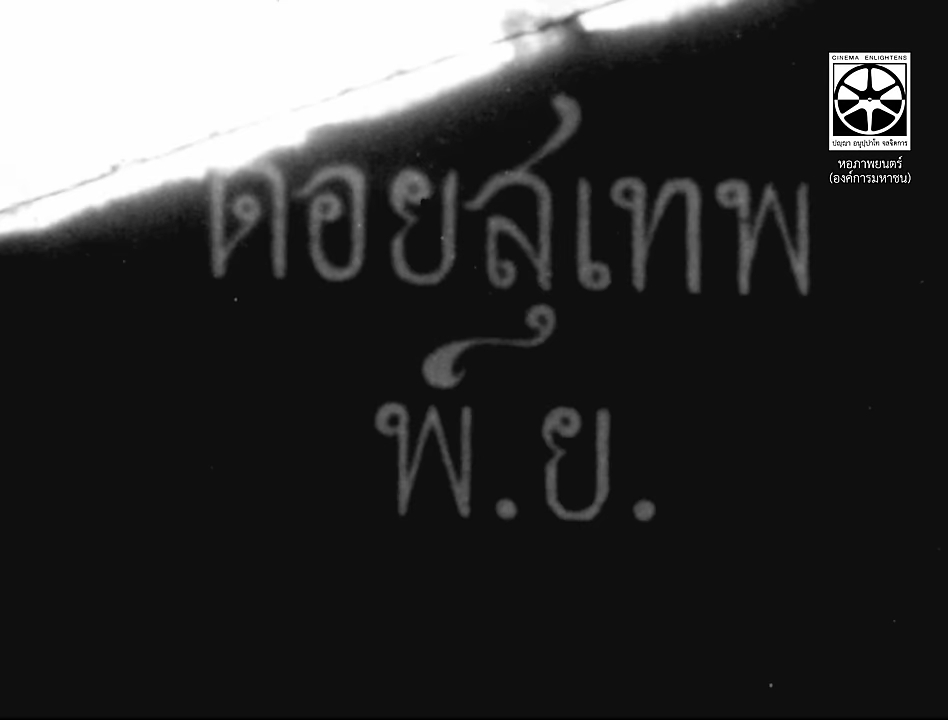 CINEMA ENLIGHTENS
หอภาพยนตร์
(องค์การมหาชน)
ดอยสุเทพ
พ.ย.